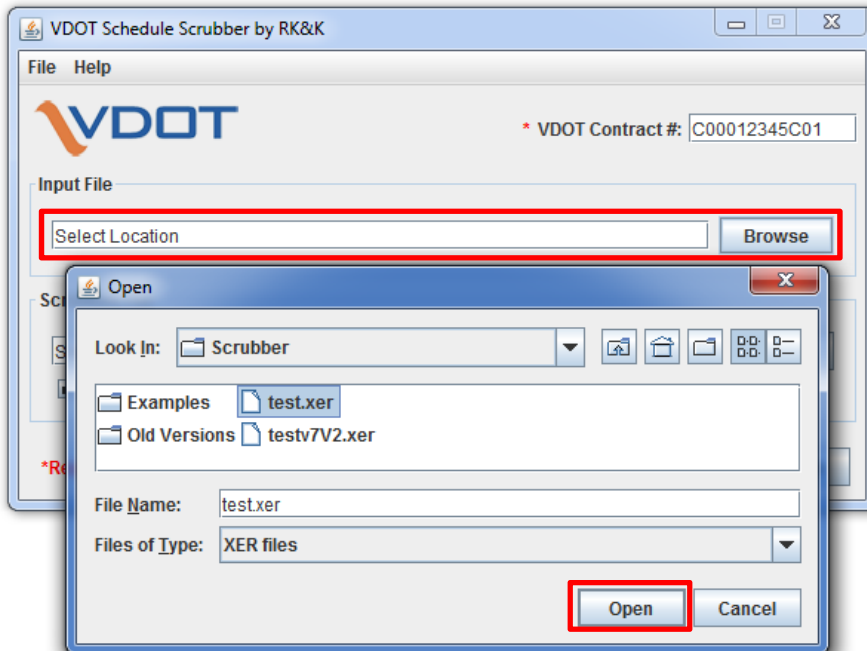 VDOT Schedule Scrubber by RK&K
File Help
VDOT
* VDOT Contract #: C00012345C01
Input File
Select Location Browse
Open
Look In: Scrubber
Examples test.xer
Old Versions testv7V2.xer
File Name: test.xer
Files of Type: XER files
Open Cancel